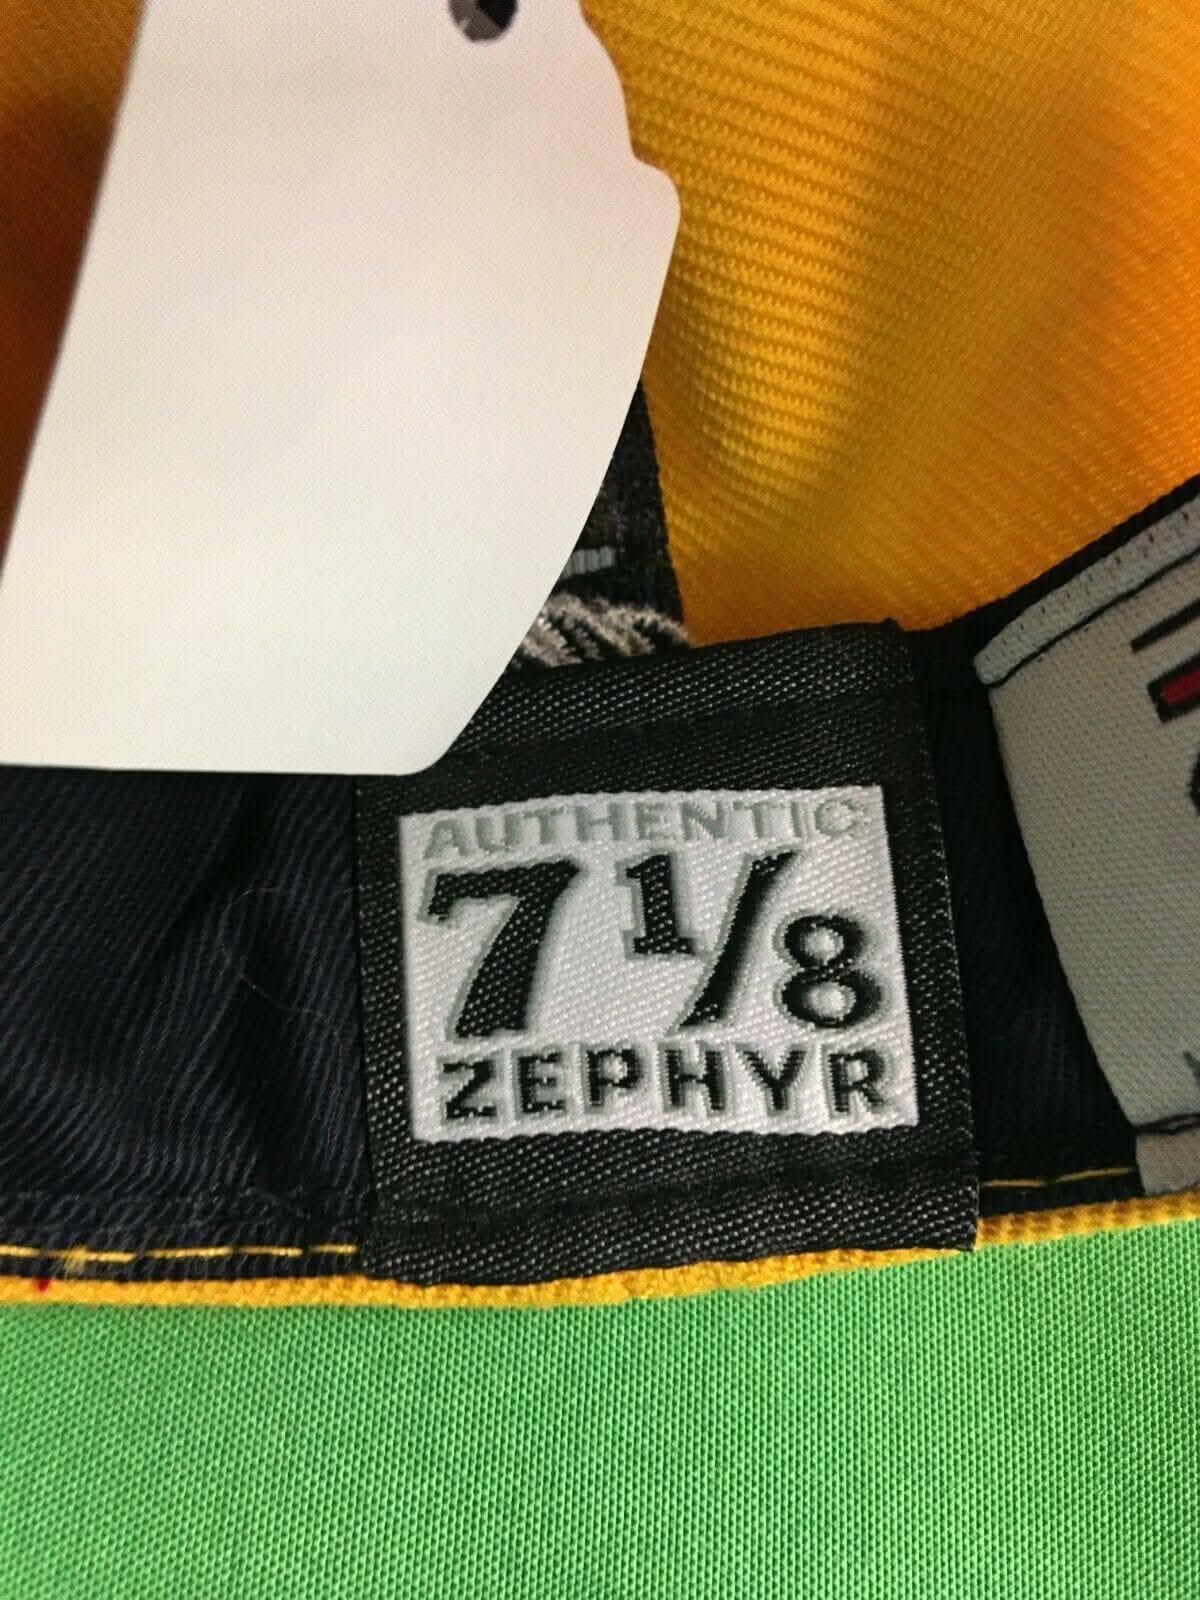 AUTHENTIC
7 1/8
ZEPHYR